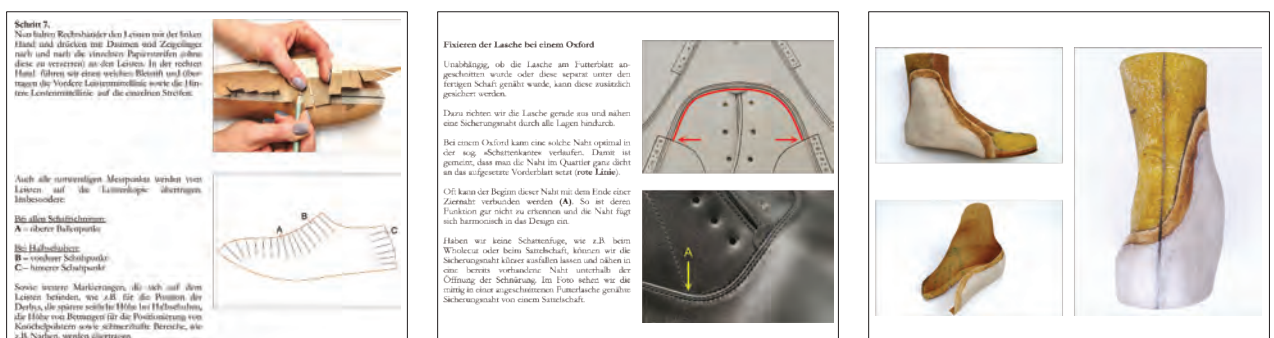 Schritt 7.
Nun halten Rechtshänder den Leisten mit der linken
Hand und drücken mit Daumen und Zeigefinger
nach und nach die einzelnen Papierstreifen (ohne
diese zu verzerren) an den Leisten. In der rechten
Hand führen wir einen weichen Bleistift und über-
tragen die Vordere Leistenmittellinie sowie die Hin-
tere Leistenmittellinie auf die einzelnen Streifen.
Auch alle notwendigen Messpunkte werden vom
Leisten auf die Leistenkopie übertragen.
Insbesondere:
Bei allen Schaftschnitten:
A – oberer Ballenpunkt
Bei Halbschuhen:
B – vorderer Schuhpunkt
C – hinterer Schuhpunkt
Sowie weitere Markierungen, die sich auf dem
Leisten befinden, wie z.B. für die Position der
Derbys, die spätere seitliche Höhe bei Halbschuhen,
die Höhe von Bettungen für die Positionierung von
Knöchelpolstern sowie schmerzhafte Bereiche, wie
z.B. Narben, werden übertragen.
B
A
C
Fixieren der Lasche bei einem Oxford
Unabhängig, ob die Lasche am Futterblatt an-
geschnitten wurde oder diese separat unter den
fertigen Schaft genäht wurde, kann diese zusätzlich
gesichert werden.
Dazu richten wir die Lasche gerade aus und nähen
eine Sicherungsnaht durch alle Lagen hindurch.
Bei einem Oxford kann eine solche Naht optimal in
der sog. «Schattenkante» verlaufen. Damit ist
gemeint, dass man die Naht im Quartier ganz dicht
an das aufgesetzte Vorderblatt setzt (rote Linie).
Oft kann der Beginn dieser Naht mit dem Ende einer
Ziernaht verbunden werden (A). So ist deren
Funktion gar nicht zu erkennen und die Naht fügt
sich harmonisch in das Design ein.
Haben wir keine Schattenfuge, wie z.B. beim
Wholecut oder beim Sattelschaft, können wir die
Sicherungsnaht kürzer ausfallen lassen und nähen in
eine bereits vorhandene Naht unterhalb der
Öffnung der Schnürung. Im Foto sehen wir die
mittig in einer ausgeschnittenen Futterlasche genähte
Sicherungsnaht von einem Sattelschaft.
A